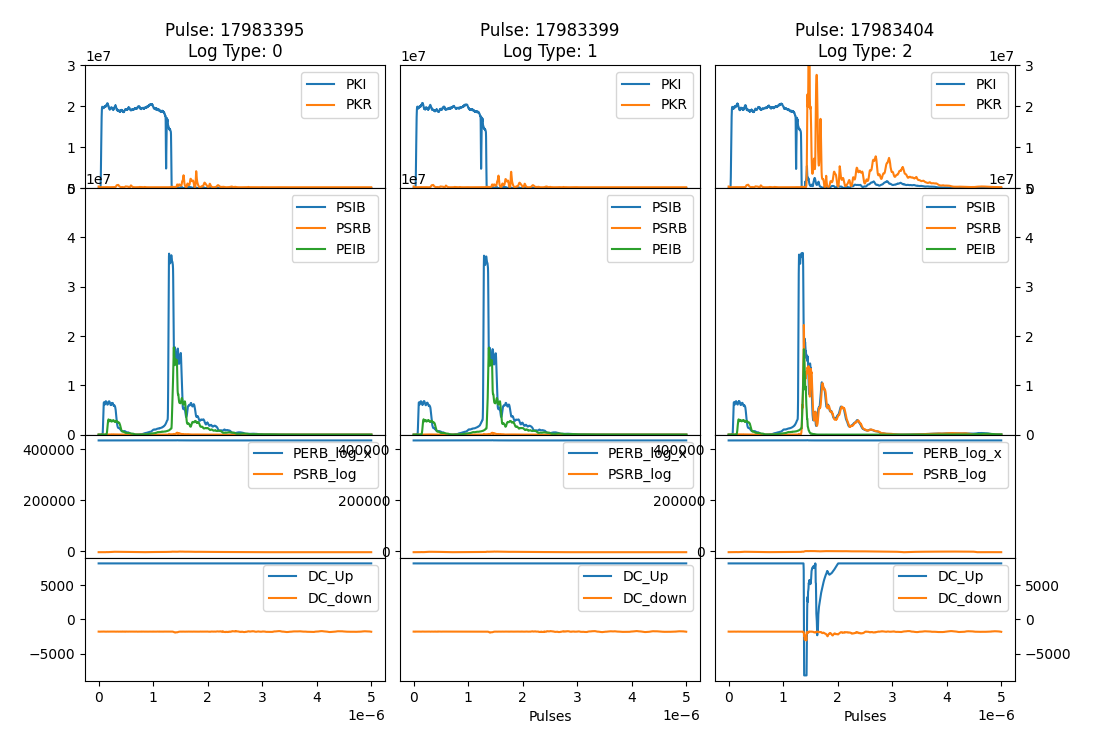 Pulse: 17983395
Log Type: 0
Pulse: 17983399
Log Type: 1
Pulse: 17983404
Log Type: 2
1e7
1e7
3
2
1
0
PKI
PKR
PKI
PKR
PKI
PKR
3
2
1
0
1e7
1e7
1e7
5
4
3
2
1
0
PSIB
PSRB
PEIB
PSIB
PSRB
PEIB
PSIB
PSRB
PEIB
5
4
3
2
1
0
400000
200000
0
PERB_log_x
PSRB_log
400000
200000
0
PERB_log_x
PSRB_log
400000
200000
0
PERB_log_x
PSRB_log
5000
0
−5000
DC_Up
DC_down
DC_Up
DC_down
DC_Up
DC_down
5000
0
−5000
0 1 2 3 4 5
1e−6
0 1 2 3 4 5
Pulses 1e−6
0 1 2 3 4 5
Pulses 1e−6